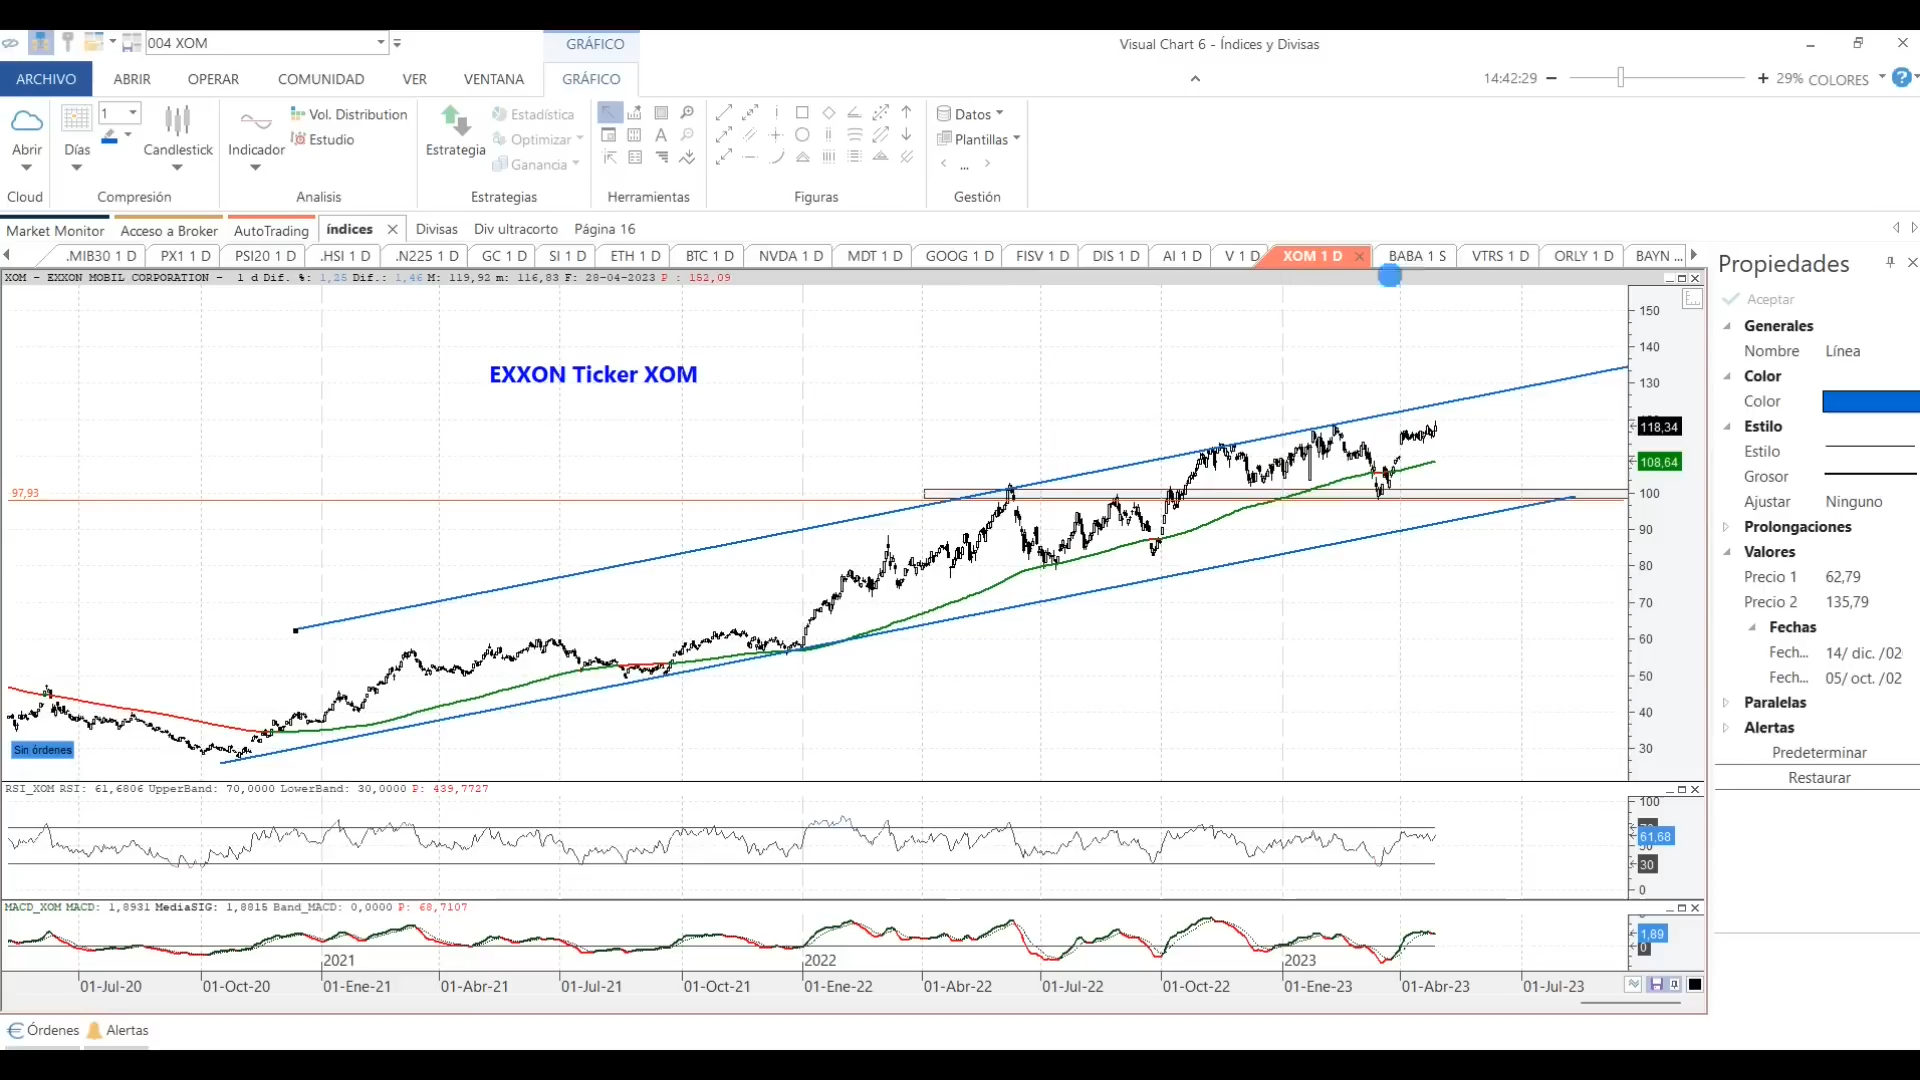 004 XOM
GRÁFICO
Visual Chart 6 - Índices y Divisas
ARCHIVO ABRIR OPERAR COMUNIDAD VER VENTANA GRÁFICO
14:42:29 29% COLORES
Abrir
Cloud
Días
1
Candlestick
Compresión
Indicador
Vol. Distribution
Estudio
Analisis
Estrategia
Estadística
Optimizar
Ganancia
Estrategias
Herramientas
Figuras
Datos
Plantillas
...
Gestión
Market Monitor Acceso a Broker AutoTrading índices Divisas Div ultracorto Página 16
.MIB30 1 D PX1 1 D PSI20 1 D .HSI 1 D .N225 1 D GC 1 D SI 1 D ETH 1 D BTC 1 D NVDA 1 D MDT 1 D GOOG 1 D FISV 1 D DIS 1 D AI 1 D V 1 D XOM 1 D BABA 1 S VTRS 1 D ORLY 1 D BAYN ...
XOM - EXXON MOBIL CORPORATION - 1 d Dif. %: 1,25 Dif.: 1,46 M: 119,92 m: 116,83 F: 28-04-2023 P : 152,09
EXXON Ticker XOM
97,93
Sin órdenes
150
140
130
118,34
108,64
100
90
80
70
60
50
40
30
RSI_XOM RSI: 61,6806 UpperBand: 70,0000 LowerBand: 30,0000 P: 439,7727
100
61,68
30
0
MACD_XOM MACD: 1,8931 MediaSIG: 1,8815 Band_MACD: 0,0000 P: 68,7107
1,89
0
2021 2022 2023
01-Jul-20 01-Oct-20 01-Ene-21 01-Abr-21 01-Jul-21 01-Oct-21 01-Ene-22 01-Abr-22 01-Jul-22 01-Oct-22 01-Ene-23 01-Abr-23 01-Jul-23
Órdenes Alertas
Propiedades
Aceptar
Generales
Nombre Línea
Color
Color
Estilo
Estilo
Grosor
Ajustar Ninguno
Prolongaciones
Valores
Precio 1 62,79
Precio 2 135,79
Fechas
Fech... 14/ dic. /02
Fech... 05/ oct. /02
Paralelas
Alertas
Predeterminar
Restaurar